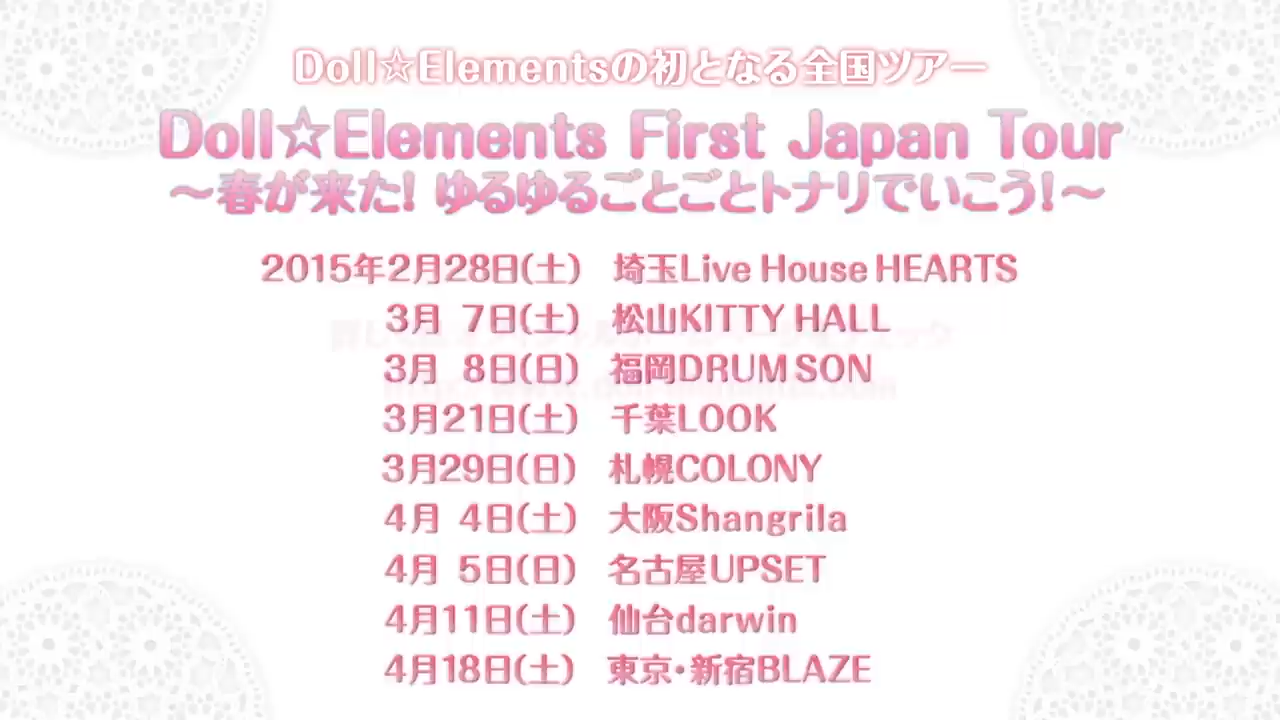 Doll☆Elementsの初となる全国ツアー
Doll☆Elements First Japan Tour
～春が来た! ゆるゆるごとごとトナリでいこう!～
2015年2月28日(土) 埼玉Live House HEARTS
3月 7日(土) 松山KITTY HALL
3月 8日(日) 福岡DRUM SON
3月21日(土) 千葉LOOK
3月29日(日) 札幌COLONY
4月 4日(土) 大阪Shangrila
4月 5日(日) 名古屋UPSET
4月11日(土) 仙台darwin
4月18日(土) 東京・新宿BLAZE